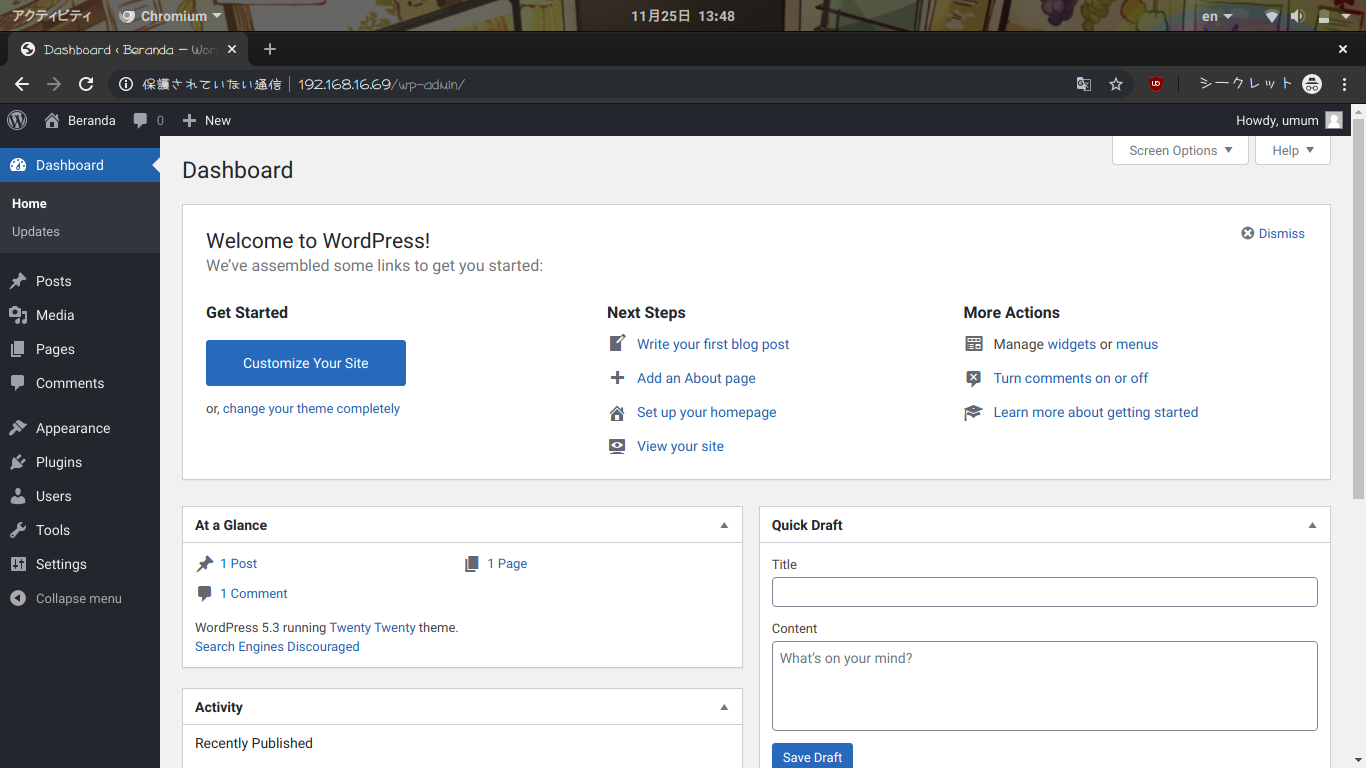 アクティビティ Chromium 11月25日 13:48 en
Dashboard ‹ Beranda — Wor
保護されていない通信 192.168.16.69/wp-admin/ シークレット
Beranda 0 New Howdy, umum
Dashboard
Home
Updates
Posts
Media
Pages
Comments
Appearance
Plugins
Users
Tools
Settings
Collapse menu
Screen Options Help
Dashboard
Welcome to WordPress!
Dismiss
We've assembled some links to get you started:
Get Started
Customize Your Site
or, change your theme completely
Next Steps
Write your first blog post
Add an About page
Set up your homepage
View your site
More Actions
Manage widgets or menus
Turn comments on or off
Learn more about getting started
At a Glance
1 Post 1 Page
1 Comment
WordPress 5.3 running Twenty Twenty theme.
Search Engines Discouraged
Activity
Recently Published
Quick Draft
Title
Content
What's on your mind?
Save Draft